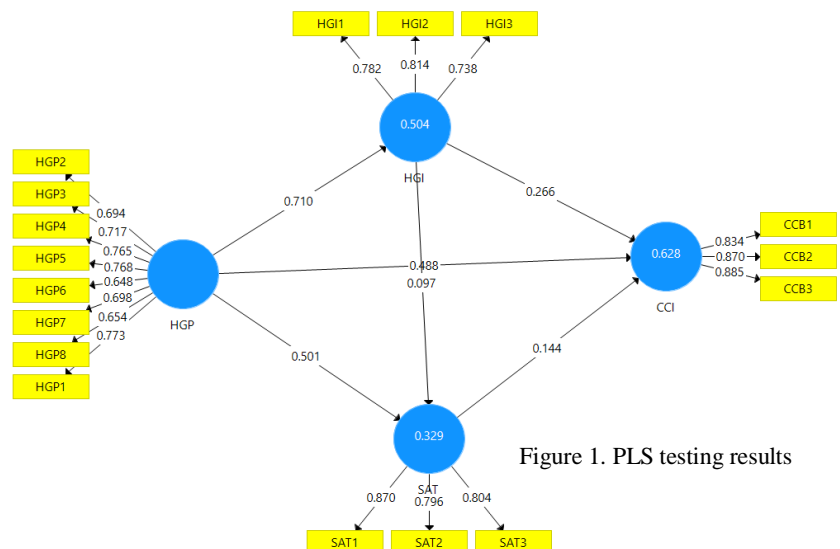 HGI1 HGI2 HGI3
0.782 0.814 0.738
0.504
HGI
HGP2
HGP3
HGP4
HGP5
HGP6
HGP7
HGP8
HGP1
0.694
0.717
0.765
0.768
0.648
0.698
0.654
0.773
HGP
0.710
0.266
0.488
0.097
0.501
0.144
0.628
CCI
0.834
0.870
0.885
CCB1
CCB2
CCB3
0.329
SAT
0.870 0.796 0.804
SAT1 SAT2 SAT3
Figure 1. PLS testing results